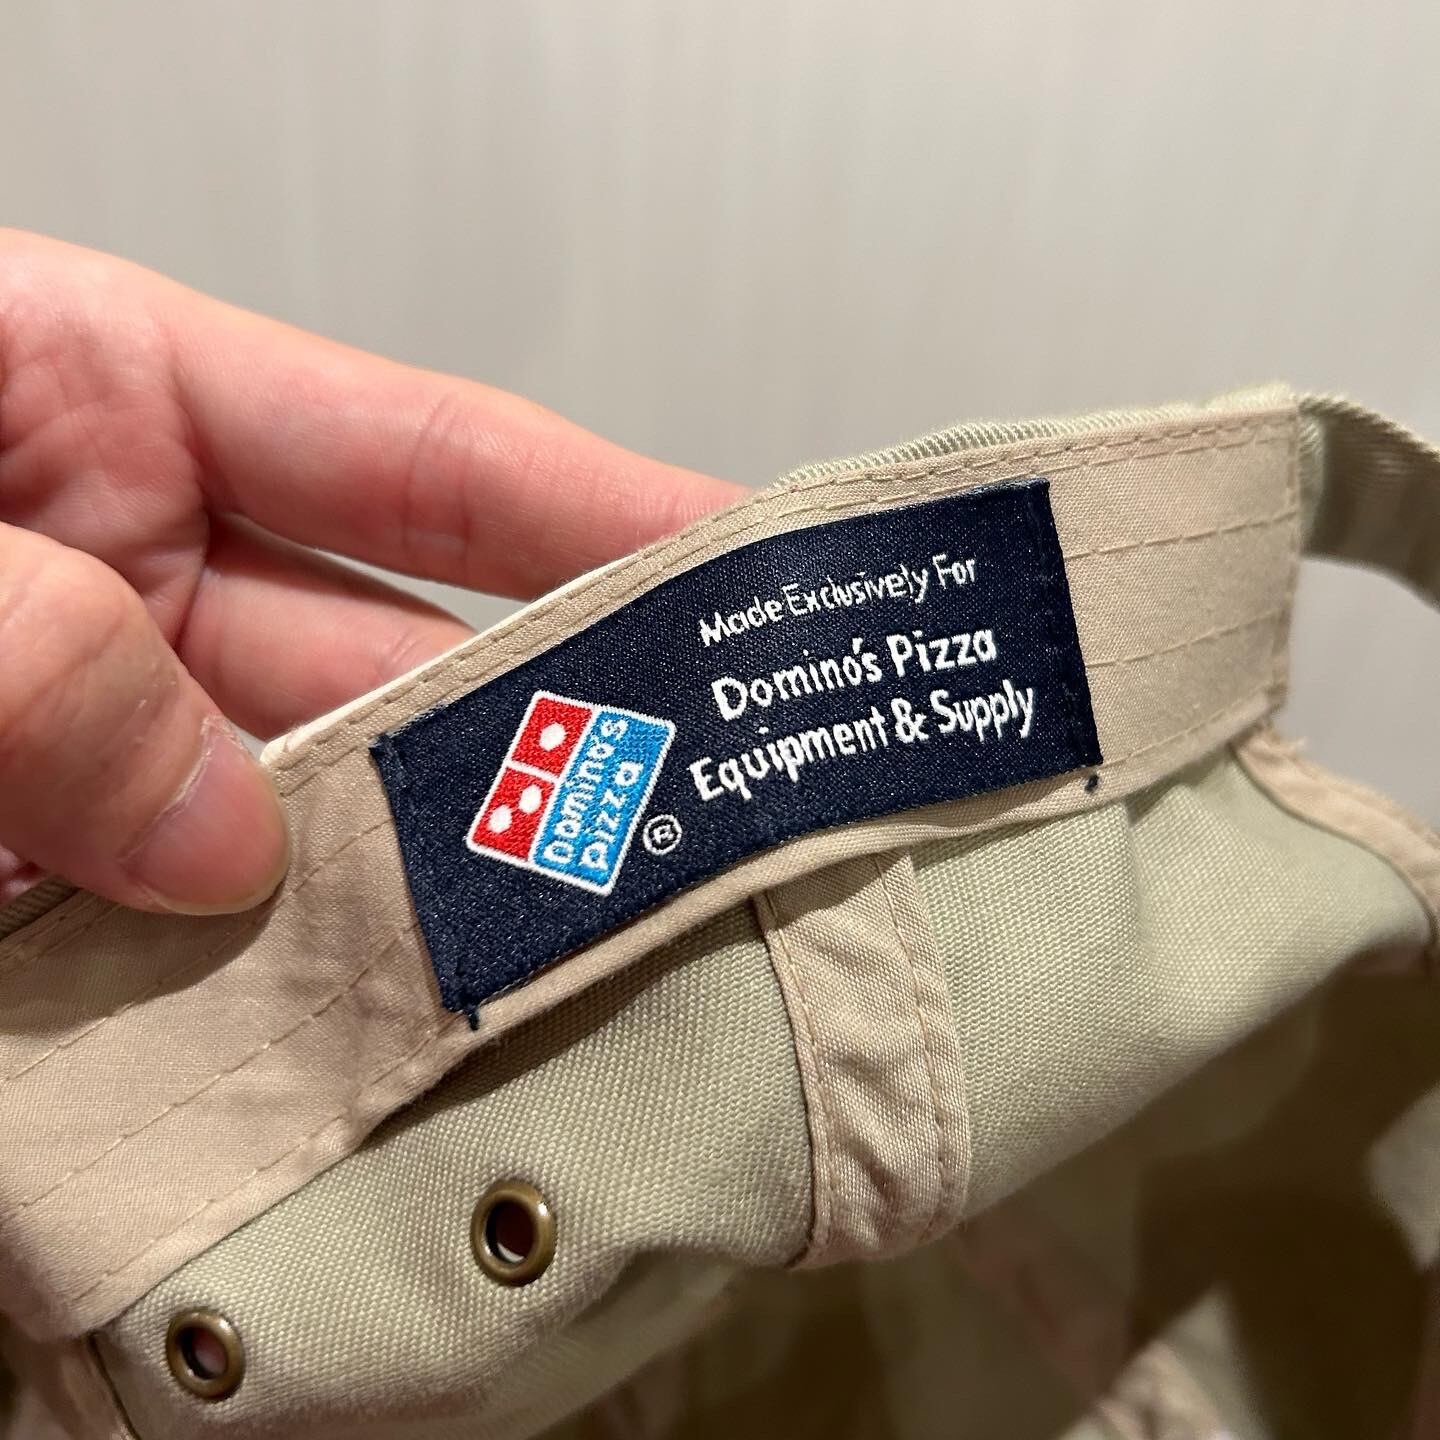 Made Exclusively For
Domino's Pizza
Equipment & Supply
Domino's
Pizza
®